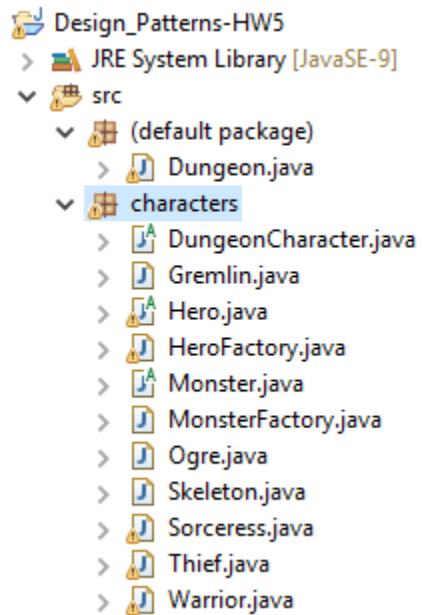 Design_Patterns-HW5
JRE System Library [JavaSE-9]
src
(default package)
Dungeon.java
characters
DungeonCharacter.java
Gremlin.java
Hero.java
HeroFactory.java
Monster.java
MonsterFactory.java
Ogre.java
Skeleton.java
Sorceress.java
Thief.java
Warrior.java